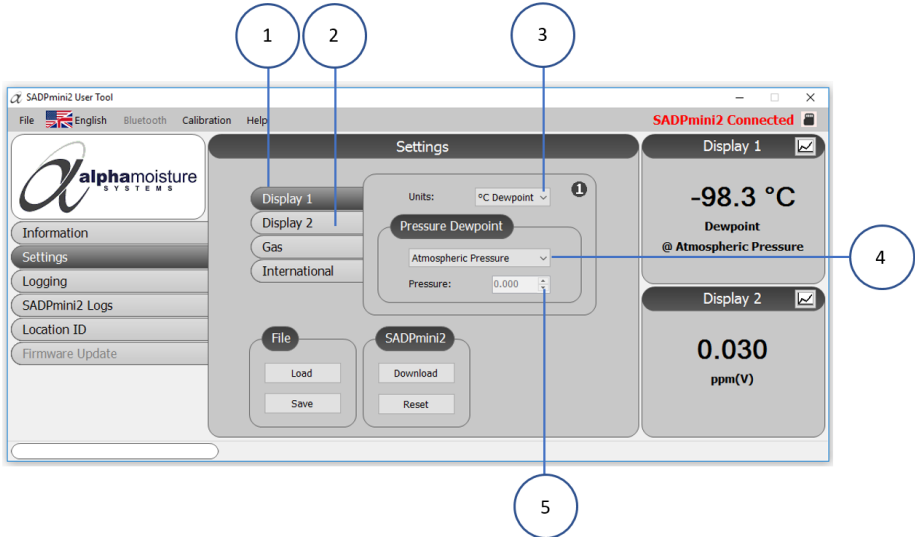 1
2
3
SADPmini2 User Tool
File English Bluetooth Calibration Help
SADPmini2 Connected
alphamoisture
SYSTEMS
Information
Settings
Logging
SADPmini2 Logs
Location ID
Firmware Update
Settings
Display 1
Display 2
Gas
International
Units: °C Dewpoint
1
Pressure Dewpoint
Atmospheric Pressure
Pressure: 0.000
File
Load
Save
SADPmini2
Download
Reset
Display 1
-98.3 °C
Dewpoint
@ Atmospheric Pressure
Display 2
0.030
ppm(V)
4
5